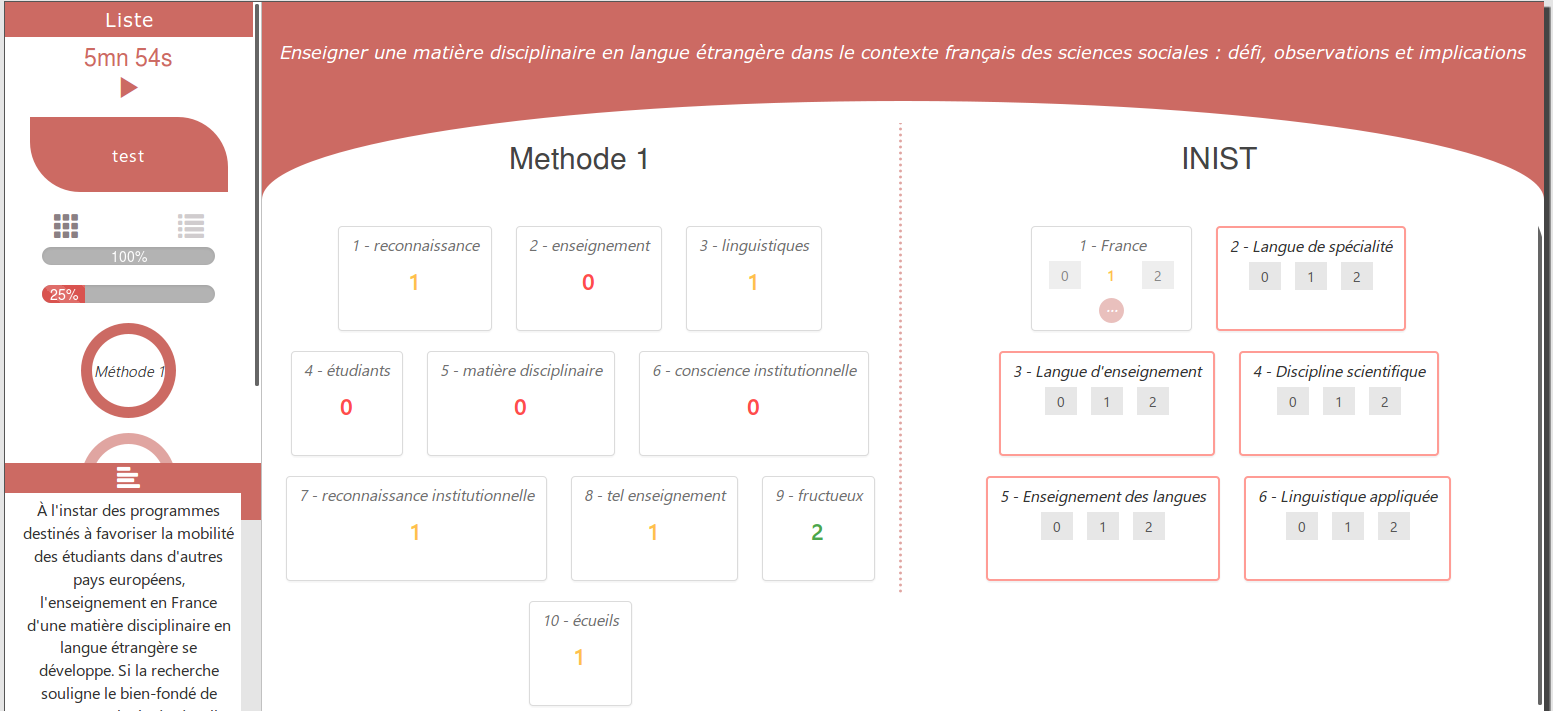 Liste
5mn 54s
test
100%
25%
Méthode 1
À l'instar des programmes
destinés à favoriser la mobilité
des étudiants dans d'autres
pays européens,
l'enseignement en France
d'une matière disciplinaire en
langue étrangère se
développe. Si la recherche
souligne le bien-fondé de
Enseigner une matière disciplinaire en langue étrangère dans le contexte français des sciences sociales : défi, observations et implications
Methode 1
1 - reconnaissance
1
2 - enseignement
0
3 - linguistiques
1
4 - étudiants
0
5 - matière disciplinaire
0
6 - conscience institutionnelle
0
7 - reconnaissance institutionnelle
1
8 - tel enseignement
1
9 - fructueux
2
10 - écueils
1
INIST
1 - France
0 1 2
2 - Langue de spécialité
0 1 2
3 - Langue d'enseignement
0 1 2
4 - Discipline scientifique
0 1 2
5 - Enseignement des langues
0 1 2
6 - Linguistique appliquée
0 1 2